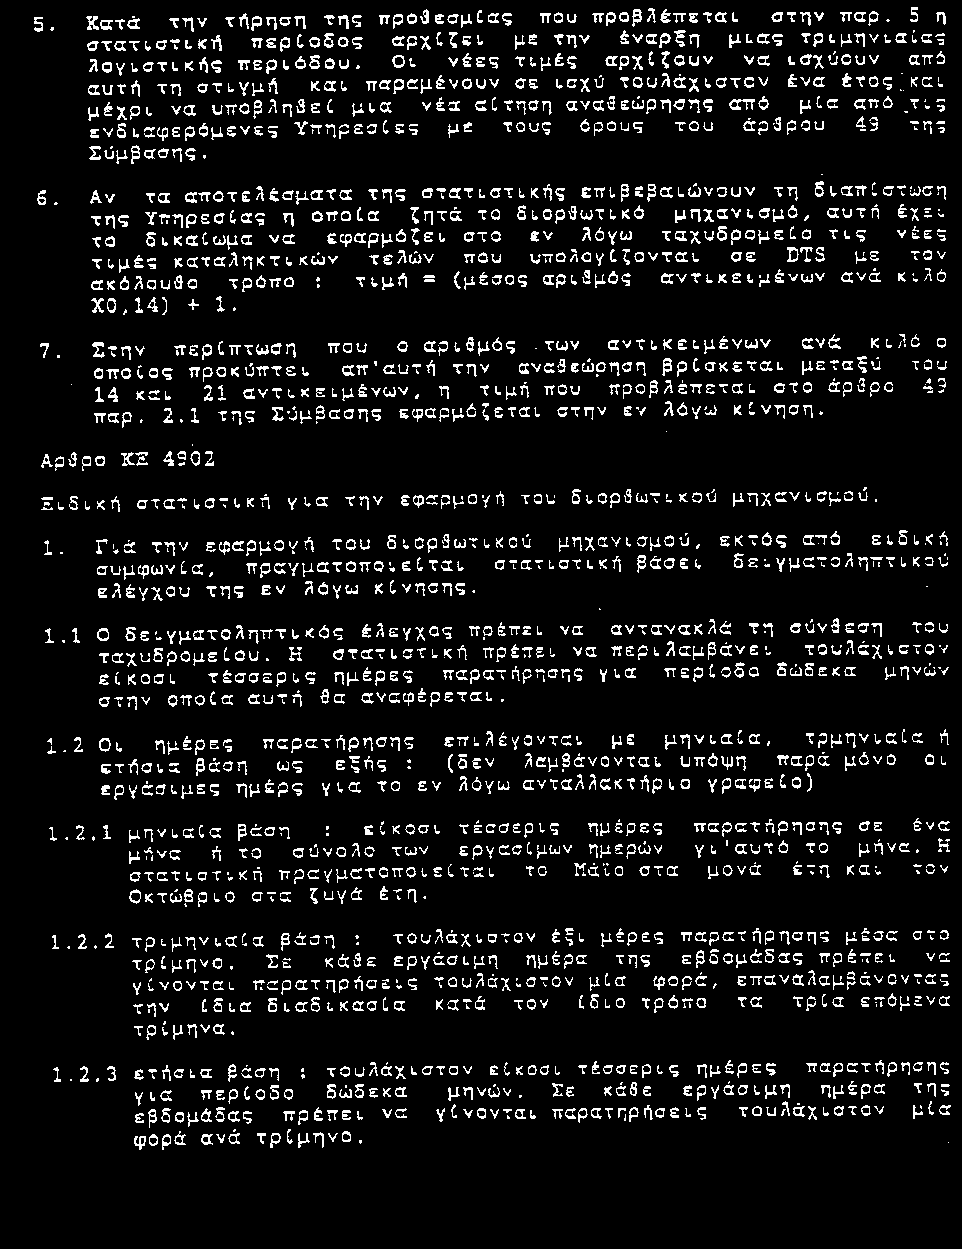 5. Κατά την τήρηση της προθεσμίας που προβλέπεται στην παρ. 5 η
στατιστική περίοδος αρχίζει με την έναρξη μιας τριμηνιαίας
λογιστικής περιόδου. Οι νέες τιμές αρχίζουν να ισχύουν από
αυτή τη στιγμή και παραμένουν σε ισχύ τουλάχιστον ένα έτος και
μέχρι να υποβληθεί μια νέα αίτηση αναθεώρησης από μία από τις
ενδιαφερόμενες Υπηρεσίες με τους όρους του άρθρου 49 της
Σύμβασης.
6. Αν τα αποτελέσματα της στατιστικής επιβεβαιώνουν τη διαπίστωση
της Υπηρεσίας η οποία ζητά το διορθωτικό μηχανισμό, αυτή έχει
το δικαίωμα να εφαρμόζει στο εν λόγω ταχυδρομείο τις νέες
τιμές καταληκτικών τελών που υπολογίζονται σε DTS με τον
ακόλουθο τρόπο : τιμή = (μέσος αριθμός αντικειμένων ανά κιλό
Χ0,14) + 1.
7. Στην περίπτωση που ο αριθμός των αντικειμένων ανά κιλό ο
οποίος προκύπτει απ'αυτή την αναθεώρηση βρίσκεται μεταξύ του
14 και 21 αντικειμένων, η τιμή που προβλέπεται στο άρθρο 49
παρ. 2.1 της Σύμβασης εφαρμόζεται στην εν λόγω κίνηση.
Αρθρο ΚΞ 4902
Ειδική στατιστική για την εφαρμογή του διορθωτικού μηχανισμού.
1. Γιά την εφαρμογή του διορθωτικού μηχανισμού, εκτός από ειδική
συμφωνία, πραγματοποιείται στατιστική βάσει δειγματοληπτικού
ελέγχου της εν λόγω κίνησης.
1.1 Ο δειγματοληπτικός έλεγχος πρέπει να αντανακλά τη σύνθεση του
ταχυδρομείου. Η στατιστική πρέπει να περιλαμβάνει τουλάχιστον
είκοσι τέσσερις ημέρες παρατήρησης για περίοδο δώδεκα μηνών
στην οποία αυτή θα αναφέρεται.
1.2 Οι ημέρες παρατήρησης επιλέγονται με μηνιαία, τρμηνιαία ή
ετήσια βάση ως εξής : (δεν λαμβάνονται υπόψη παρά μόνο οι
εργάσιμες ημέρς για το εν λόγω ανταλλακτήριο γραφείο)
1.2.1 μηνιαία βάση : είκοσι τέσσερις ημέρες παρατήρησης σε ένα
μήνα ή το σύνολο των εργασίμων ημερών γι'αυτό το μήνα. Η
στατιστική πραγματοποιείται το Μάϊο στα μονά έτη και τον
Οκτώβριο στα ζυγά έτη.
1.2.2 τριμηνιαία βάση : τουλάχιστον έξι μέρες παρατήρησης μέσα στο
τρίμηνο. Σε κάθε εργάσιμη ημέρα της εβδομάδας πρέπει να
γίνονται παρατηρήσεις τουλάχιστον μία φορά, επαναλαμβάνοντας
την ίδια διαδικασία κατά τον ίδιο τρόπο τα τρία επόμενα
τρίμηνα.
1.2.3 ετήσια βάση : τουλάχιστον είκοσι τέσσερις ημέρες παρατήρησης
για περίοδο δώδεκα μηνών. Σε κάθε εργάσιμη ημέρα της
εβδομάδας πρέπει να γίνονται παρατηρήσεις τουλάχιστον μία
φορά ανά τρίμηνο.